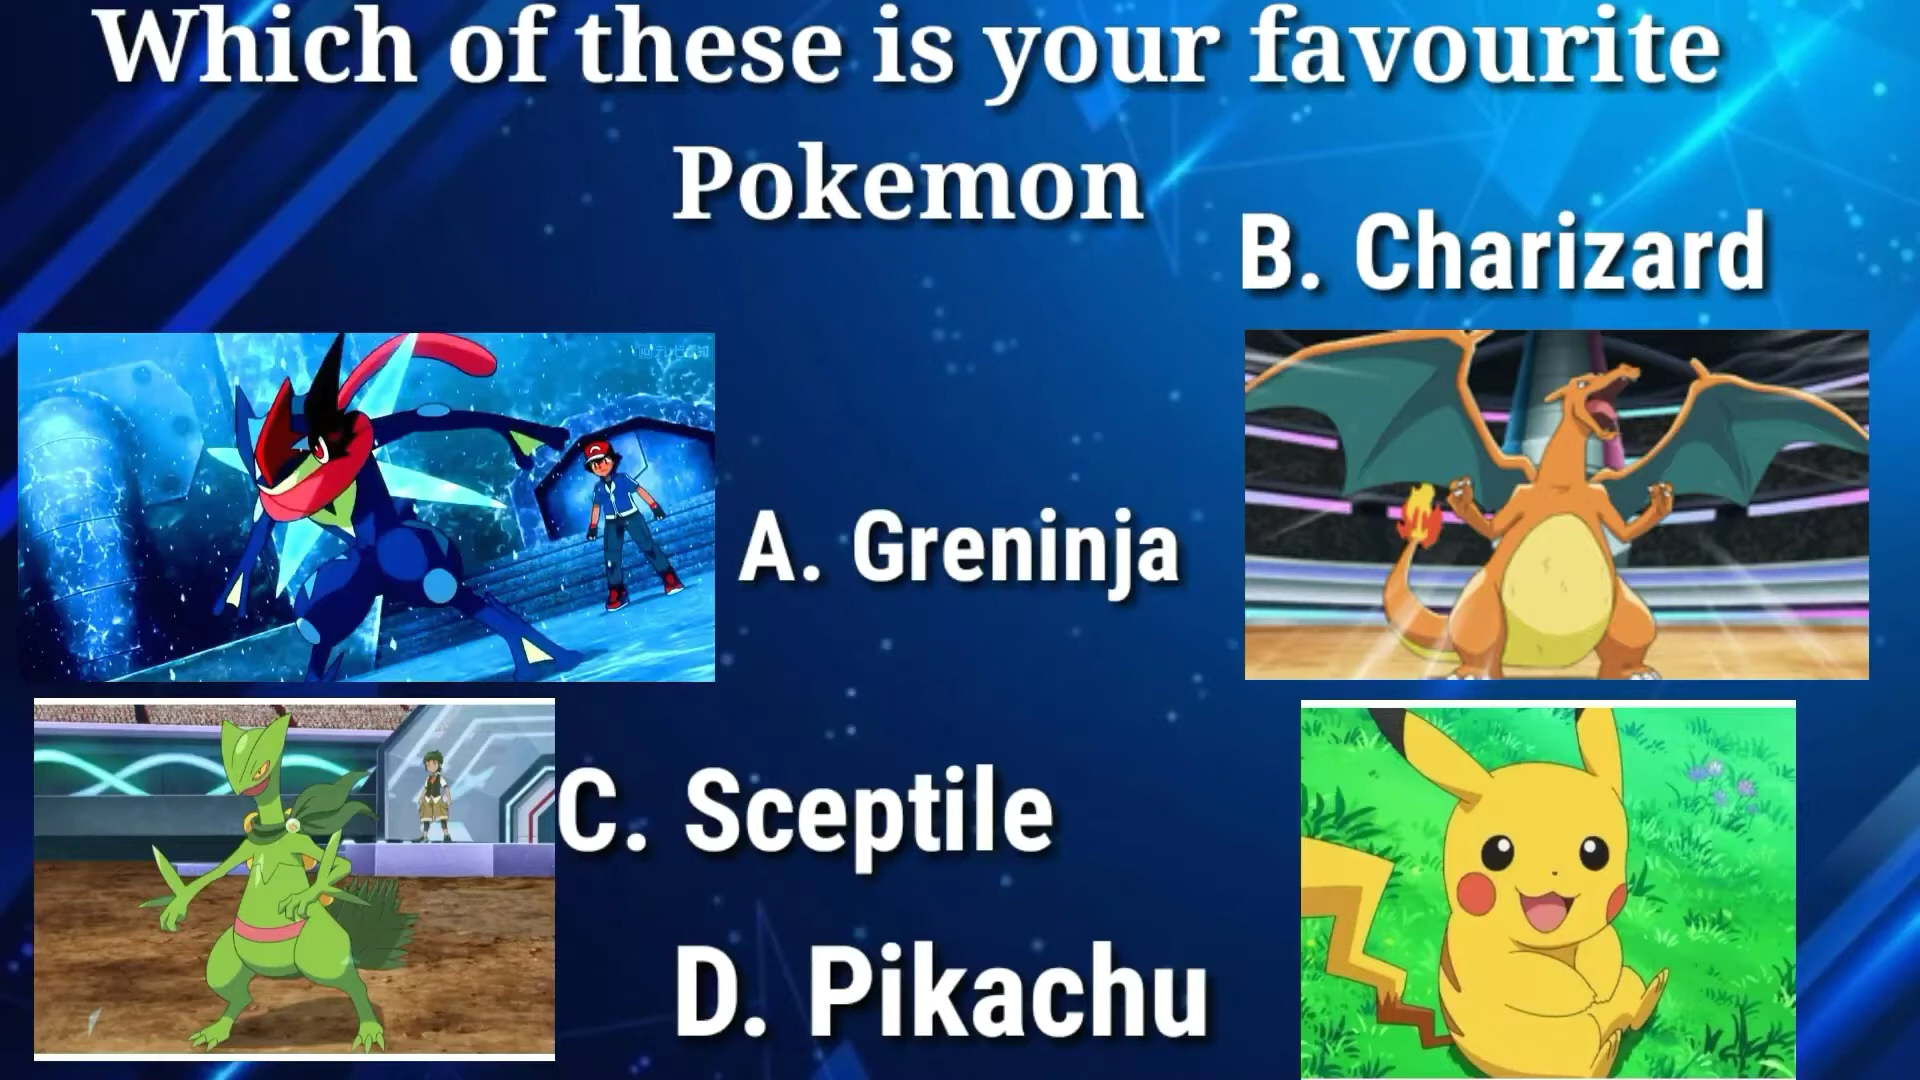 Which of these is your favourite
Pokemon
B. Charizard
A. Greninja
C. Sceptile
D. Pikachu